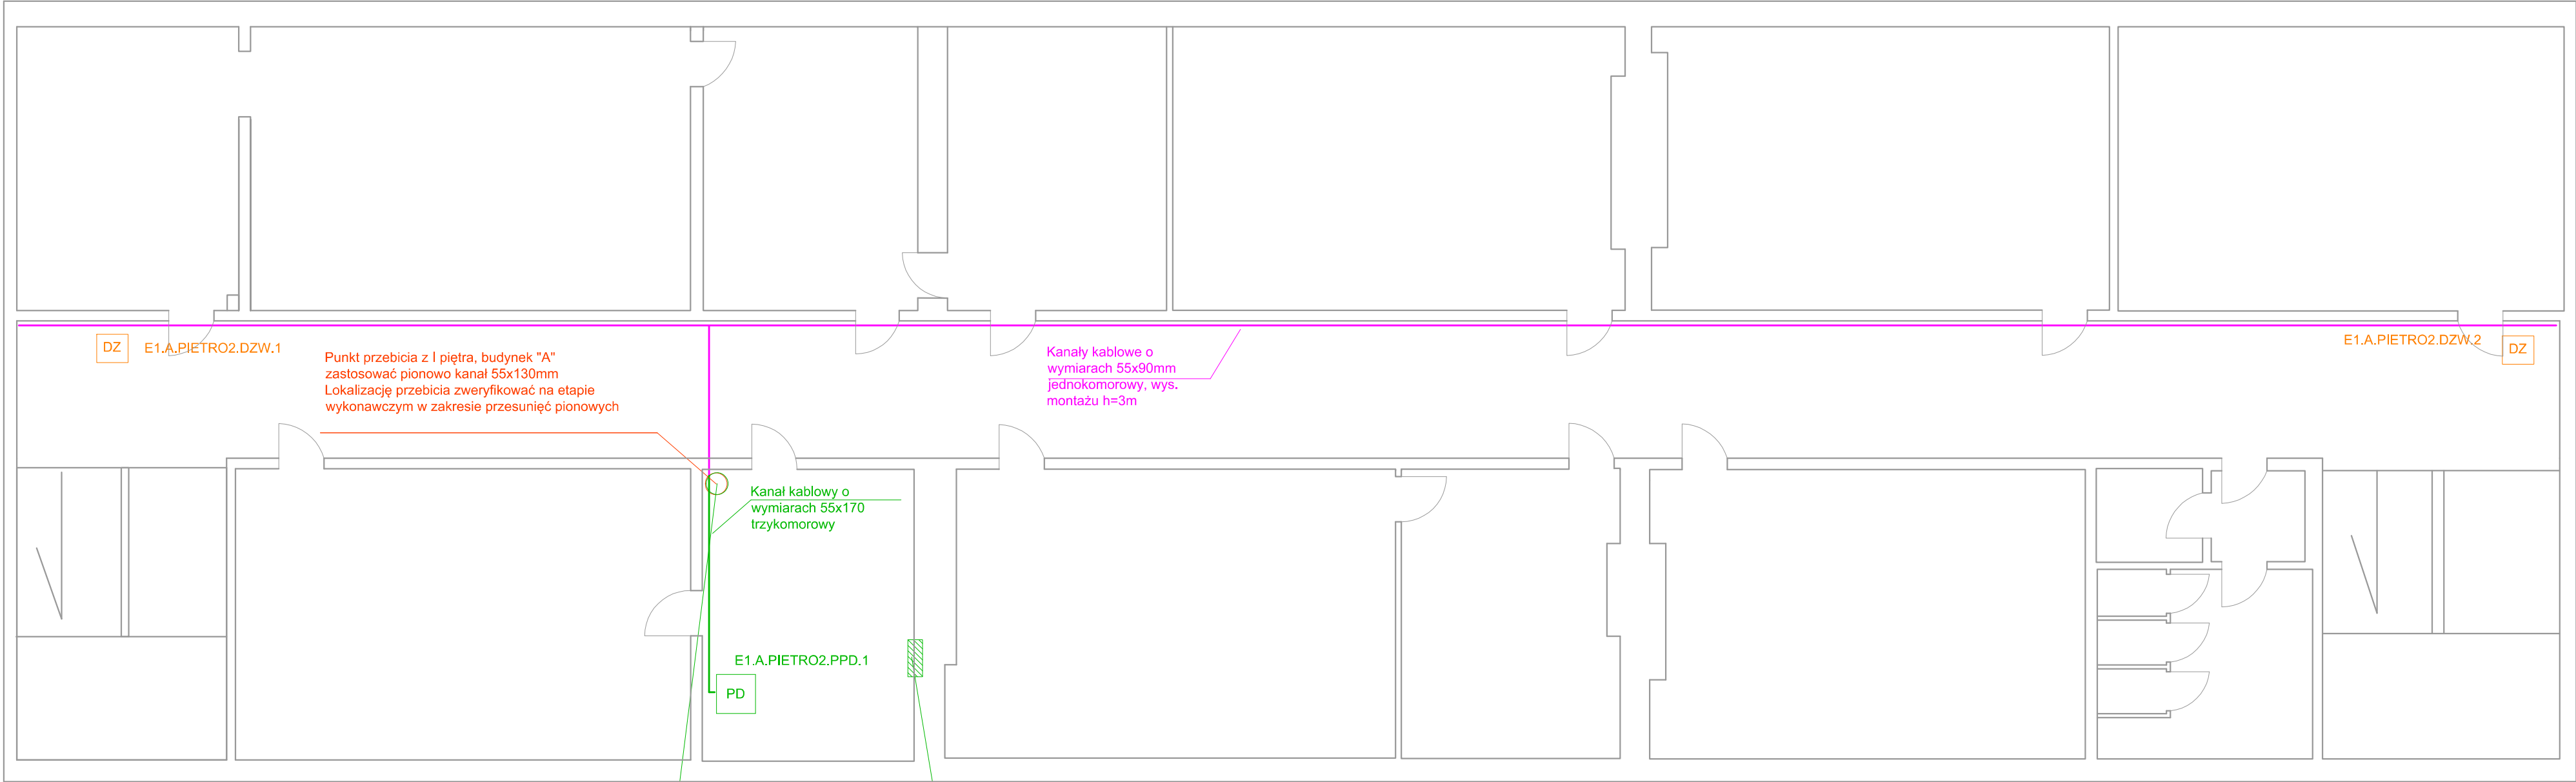 DZ
E1.A.PIETRO2.DZW.1
Punkt przebicia z I piętra, budynek "A"
zastosować pionowo kanał 55x130mm
Lokalizację przebicia zweryfikować na etapie
wykonawczym w zakresie przesunięć pionowych
Kanały kablowe o
wymiarach 55x90mm
jednokomorowy, wys.
montażu h=3m
E1.A.PIETRO2.DZW.2
DZ
Kanał kablowy o
wymiarach 55x170
trzykomorowy
E1.A.PIETRO2.PPD.1
PD